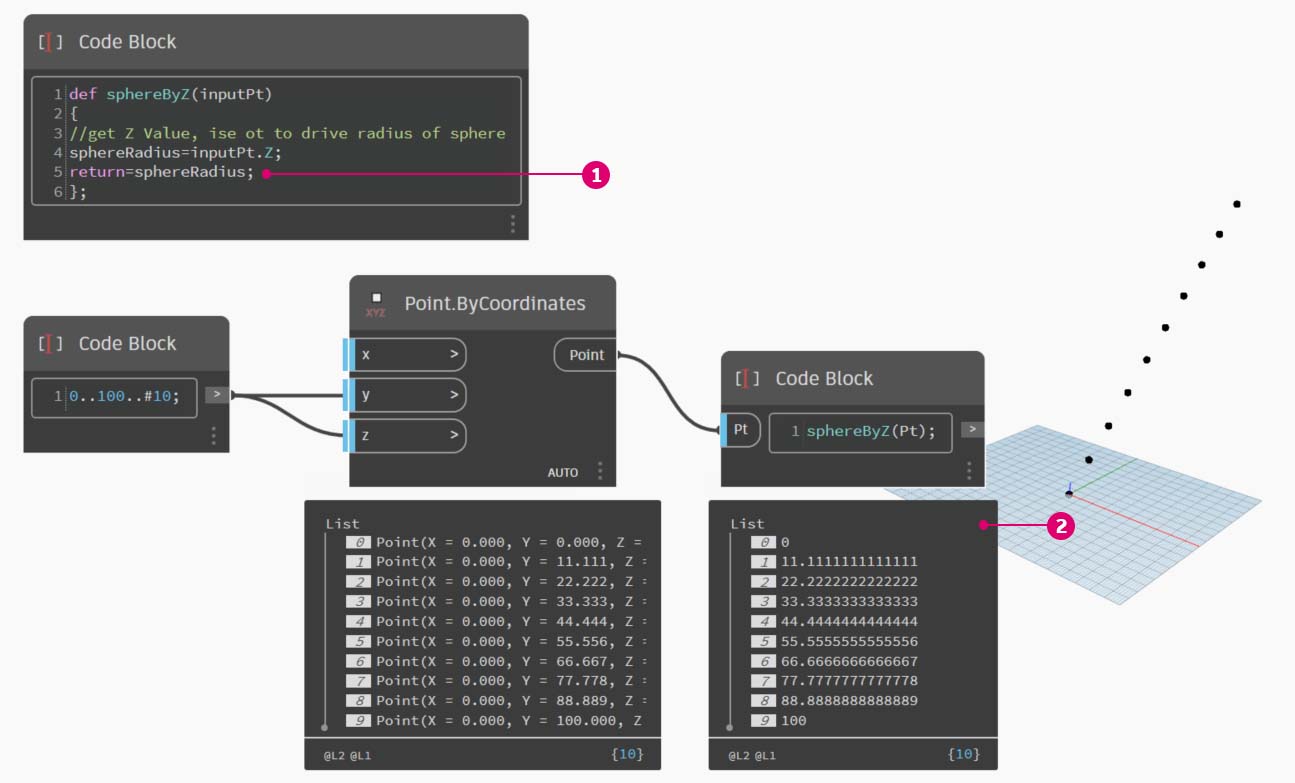 [[] Code Block
1 def sphereByZ(inputPt)
2 {
3 //get Z Value, ise ot to drive radius of sphere
4 sphereRadius=inputPt.Z;
5 return=sphereRadius;
6 };
1
[[] Code Block
1 0..100..#10; >
XYZ Point.ByCoordinates
x > Point
y >
z >
AUTO
[[] Code Block
Pt 1 sphereByZ(Pt); >
List
0 Point(X = 0.000, Y = 0.000, Z =
1 Point(X = 0.000, Y = 11.111, Z =
2 Point(X = 0.000, Y = 22.222, Z =
3 Point(X = 0.000, Y = 33.333, Z =
4 Point(X = 0.000, Y = 44.444, Z =
5 Point(X = 0.000, Y = 55.556, Z =
6 Point(X = 0.000, Y = 66.667, Z =
7 Point(X = 0.000, Y = 77.778, Z =
8 Point(X = 0.000, Y = 88.889, Z =
9 Point(X = 0.000, Y = 100.000, Z
@L2 @L1 {10}
List
2
0 0
1 11.1111111111111
2 22.2222222222222
3 33.3333333333333
4 44.4444444444444
5 55.5555555555556
6 66.6666666666667
7 77.7777777777778
8 88.8888888888889
9 100
@L2 @L1 {10}